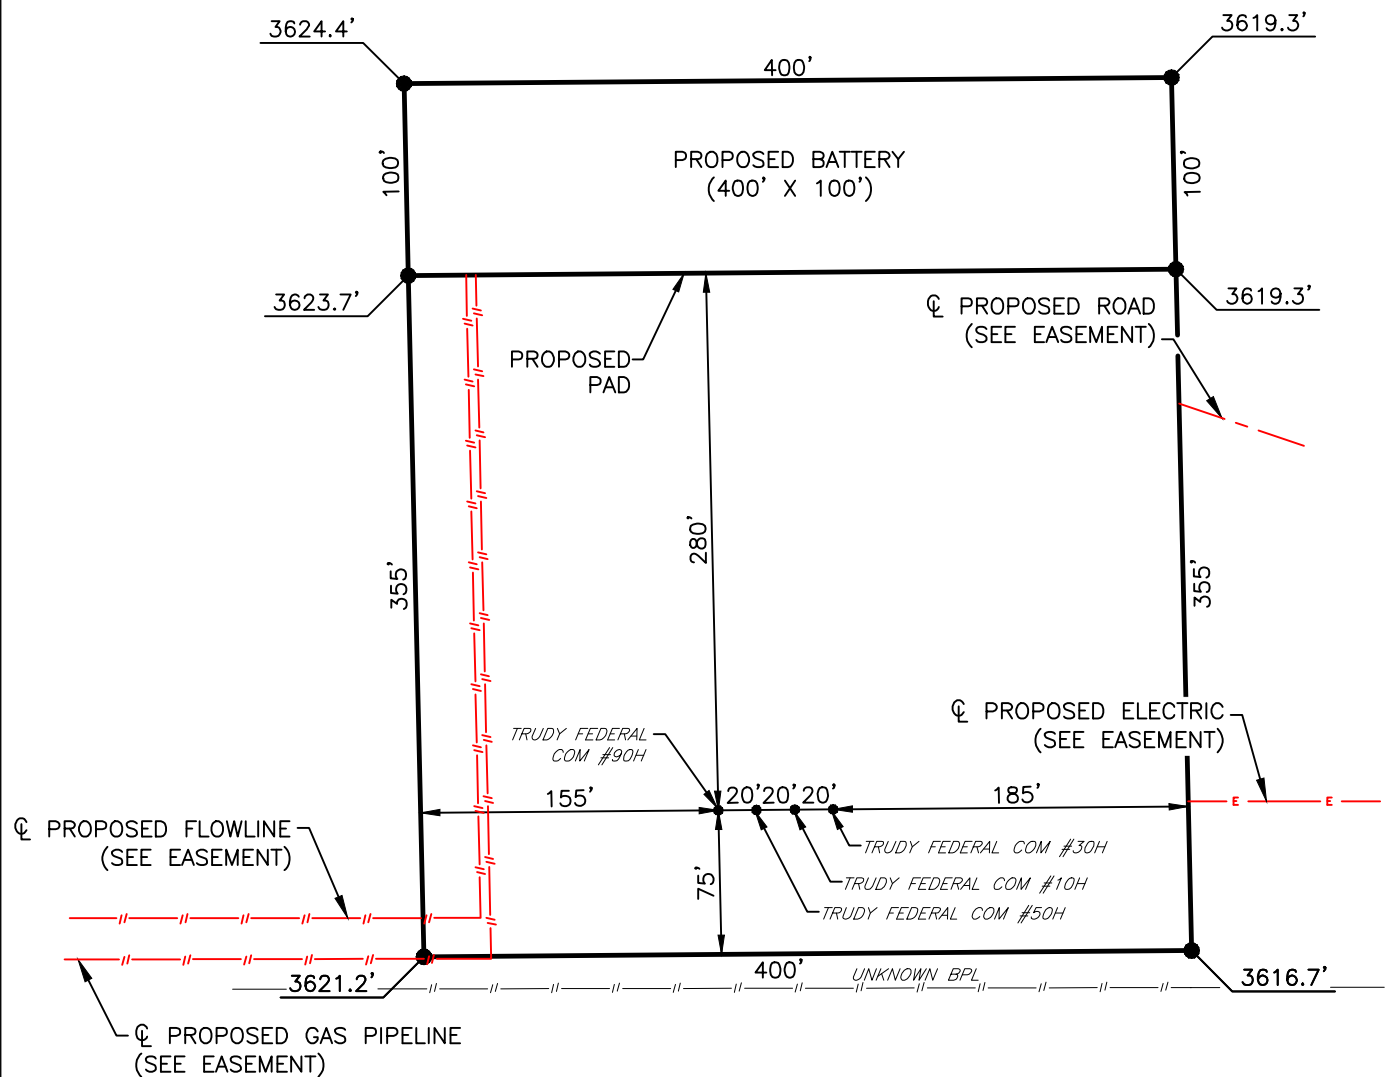 3624.4'
3619.3'
400'
100'
100'
PROPOSED BATTERY
(400' X 100')
3623.7'
3619.3'
℄ PROPOSED ROAD
(SEE EASEMENT)
PROPOSED
PAD
280'
355'
355'
℄ PROPOSED ELECTRIC
(SEE EASEMENT)
TRUDY FEDERAL
COM #90H
155'
20' 20' 20'
185'
E E
℄ PROPOSED FLOWLINE
(SEE EASEMENT)
TRUDY FEDERAL COM #30H
75'
TRUDY FEDERAL COM #10H
TRUDY FEDERAL COM #50H
400'
UNKNOWN BPL
3621.2'
3616.7'
℄ PROPOSED GAS PIPELINE
(SEE EASEMENT)